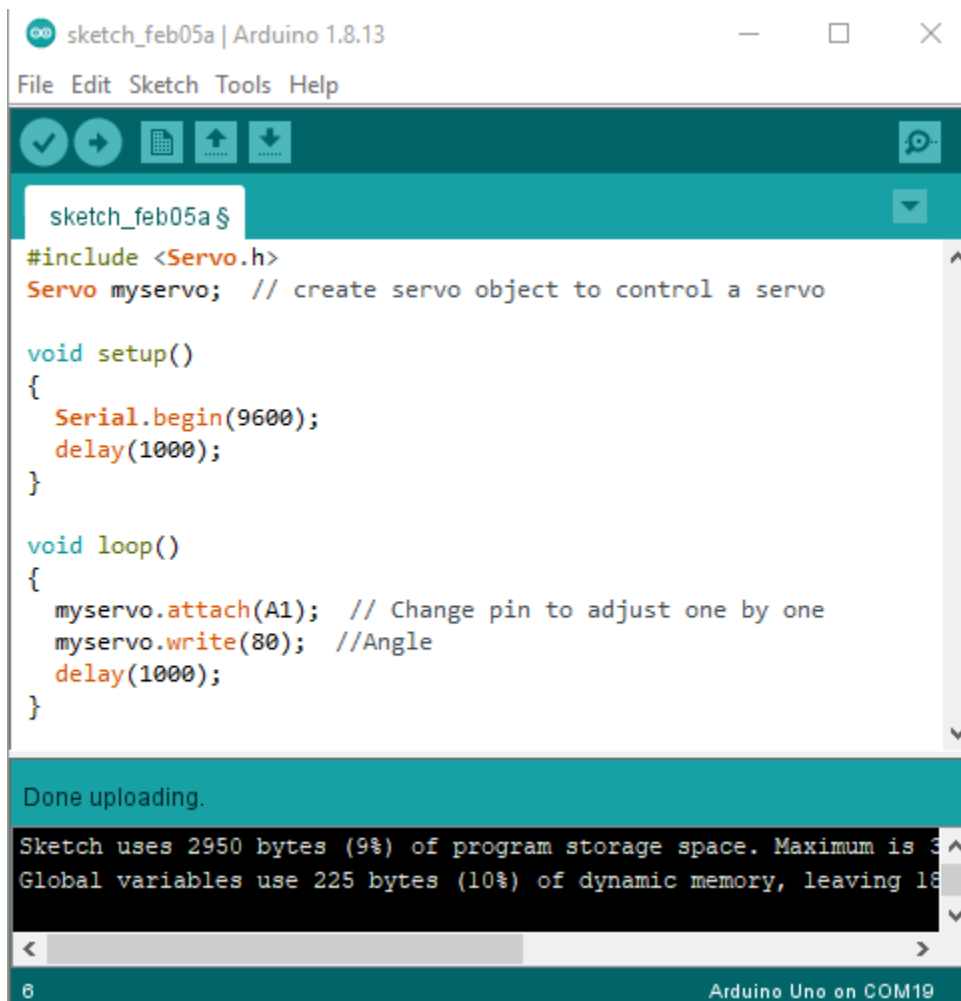 sketch_feb05a | Arduino 1.8.13
File Edit Sketch Tools Help
sketch_feb05a §
#include <Servo.h>
Servo myservo;  // create servo object to control a servo

void setup()
{
  Serial.begin(9600);
  delay(1000);
}

void loop()
{
  myservo.attach(A1);  // Change pin to adjust one by one
  myservo.write(80);  //Angle
  delay(1000);
}
Done uploading.
Sketch uses 2950 bytes (9%) of program storage space. Maximum is 3
Global variables use 225 bytes (10%) of dynamic memory, leaving 18
6 Arduino Uno on COM19